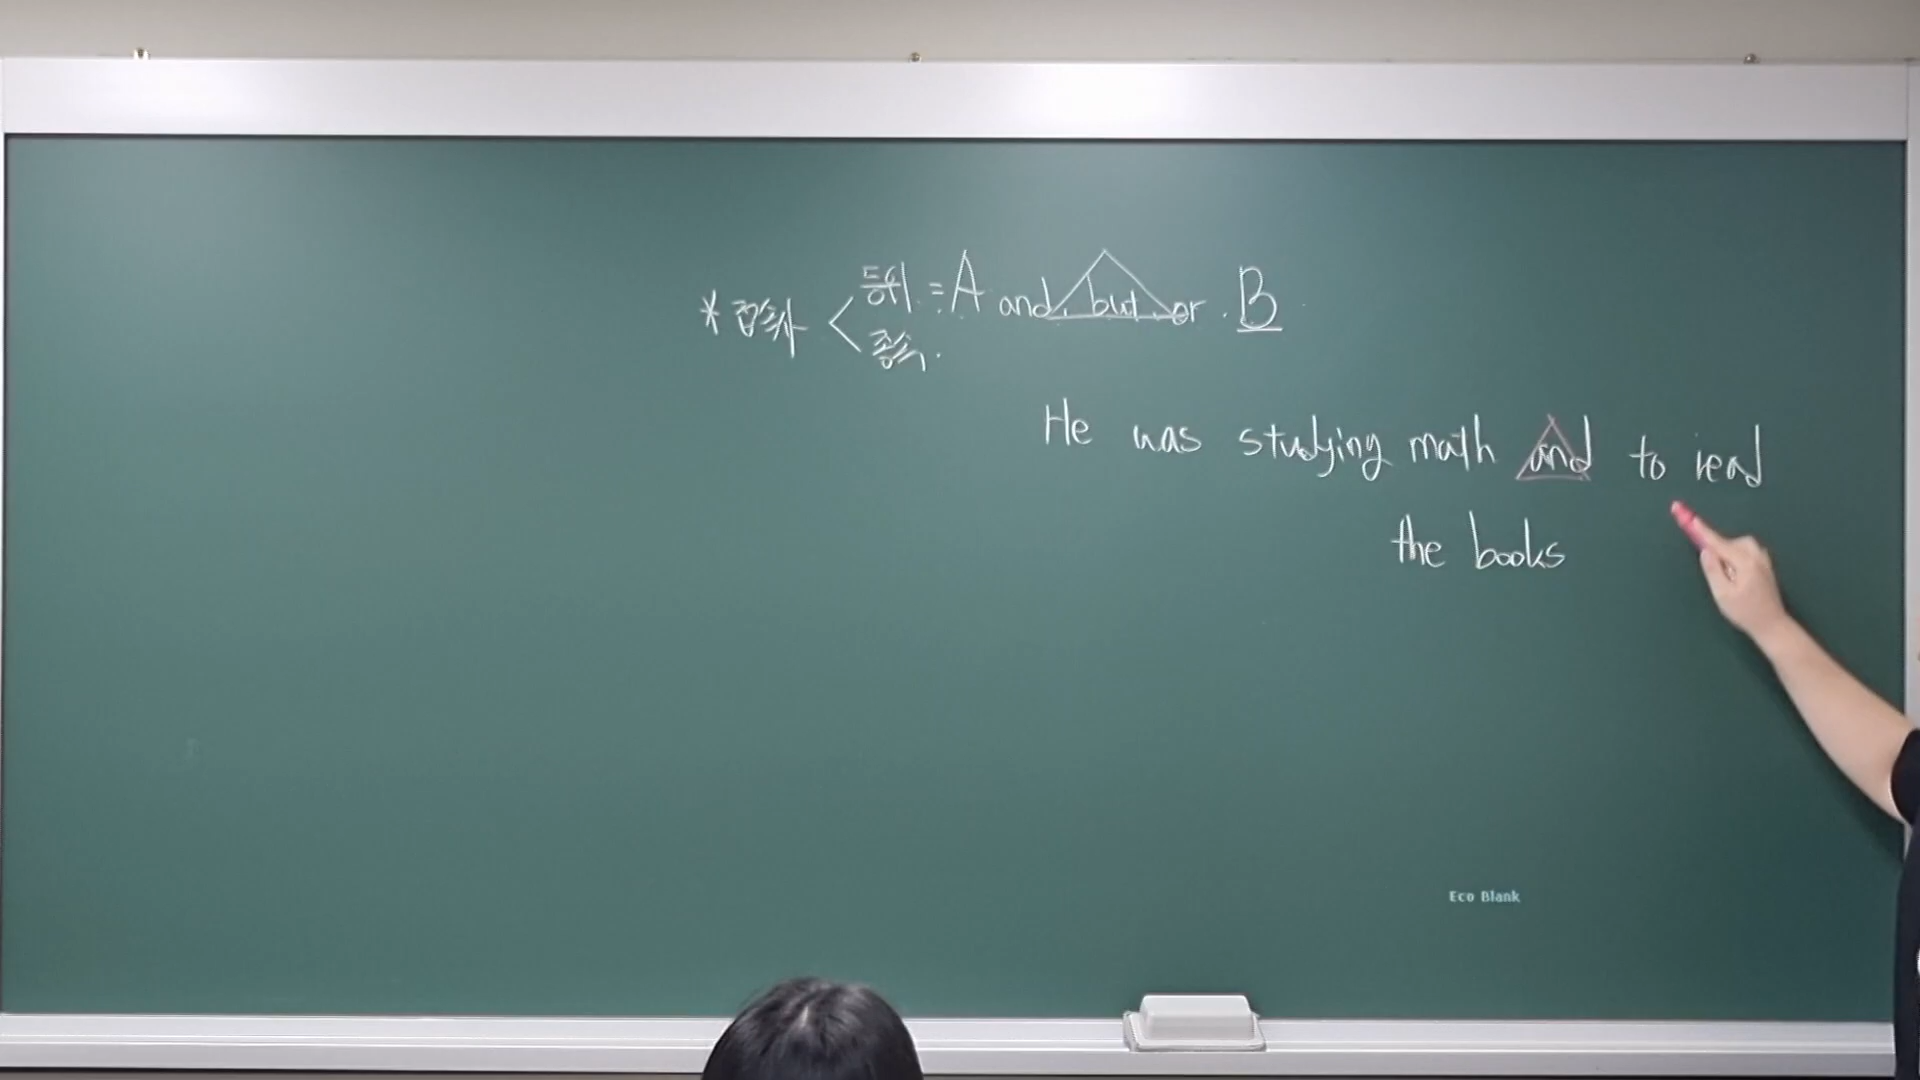 * 접속사 < 등위 = A and, but, or . B
종속.
He was studying math and to read
the books
Eco Blank